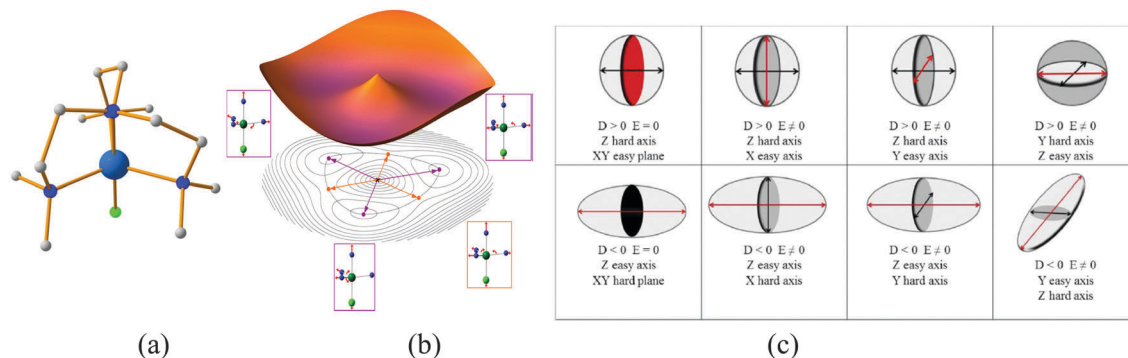 D > 0 E = 0
Z hard axis
XY easy plane
D > 0 E ≠ 0
Z hard axis
X easy axis
D > 0 E ≠ 0
Z hard axis
Y easy axis
D > 0 E ≠ 0
Y hard axis
Z easy axis
D < 0 E = 0
Z easy axis
XY hard plane
D < 0 E ≠ 0
Z easy axis
X hard axis
D < 0 E ≠ 0
Z easy axis
Y hard axis
D < 0 E ≠ 0
Y easy axis
Z hard axis
(a)
(b)
(c)